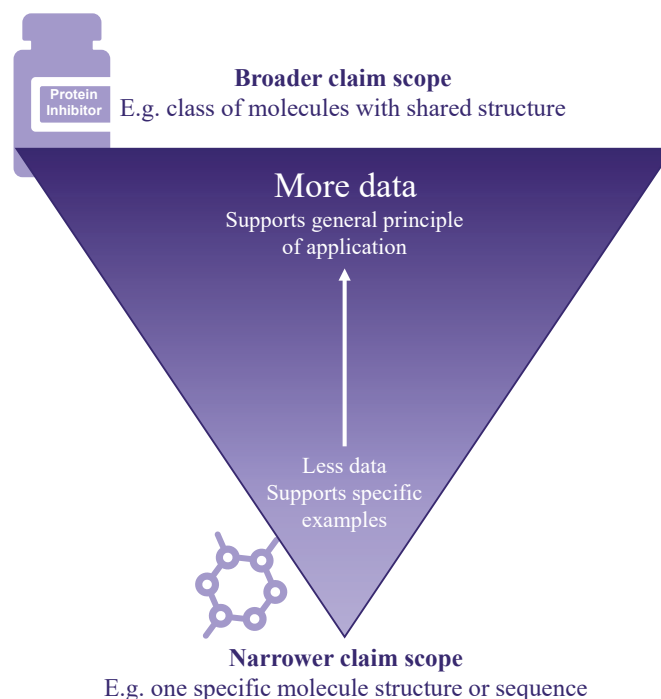 Protein
Inhibitor
Broader claim scope
E.g. class of molecules with shared structure
More data
Supports general principle
of application
Less data
Supports specific
examples
Narrower claim scope
E.g. one specific molecule structure or sequence